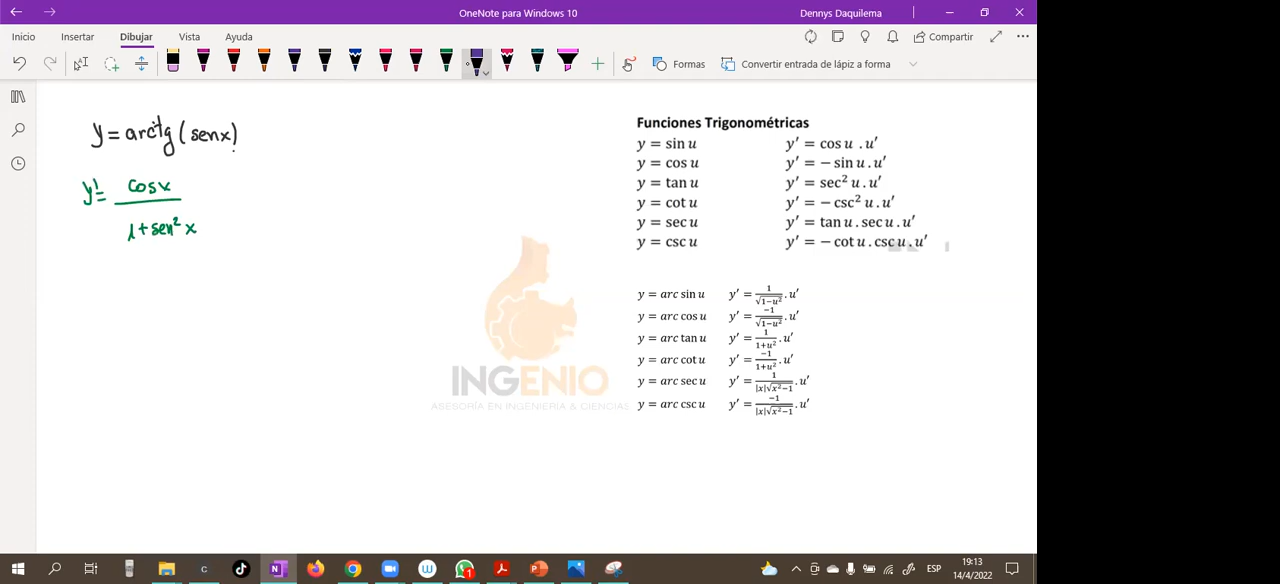 OneNote para Windows 10
Dennys Daquilema
Inicio Insertar Dibujar Vista Ayuda
Compartir
Formas
Convertir entrada de lápiz a forma
y = arctg (senx)
y' = cosx / 1+sen² x
Funciones Trigonométricas
y = sin u y′ = cos u . u′
y = cos u y′ = − sin u . u′
y = tan u y′ = sec² u . u′
y = cot u y′ = − csc² u . u′
y = sec u y′ = tan u . sec u . u′
y = csc u y′ = − cot u . csc u . u′
y = arc sin u y′ = 1/√1−u² . u′
y = arc cos u y′ = −1/√1−u² . u′
y = arc tan u y′ = 1/1+u² . u′
y = arc cot u y′ = −1/1+u² . u′
y = arc sec u y′ = 1/|x|√x²−1 . u′
y = arc csc u y′ = −1/|x|√x²−1 . u′
INGENIO
ASESORÍA EN INGENIERIA & CIENCIAS
ESP
19:13
14/4/2022